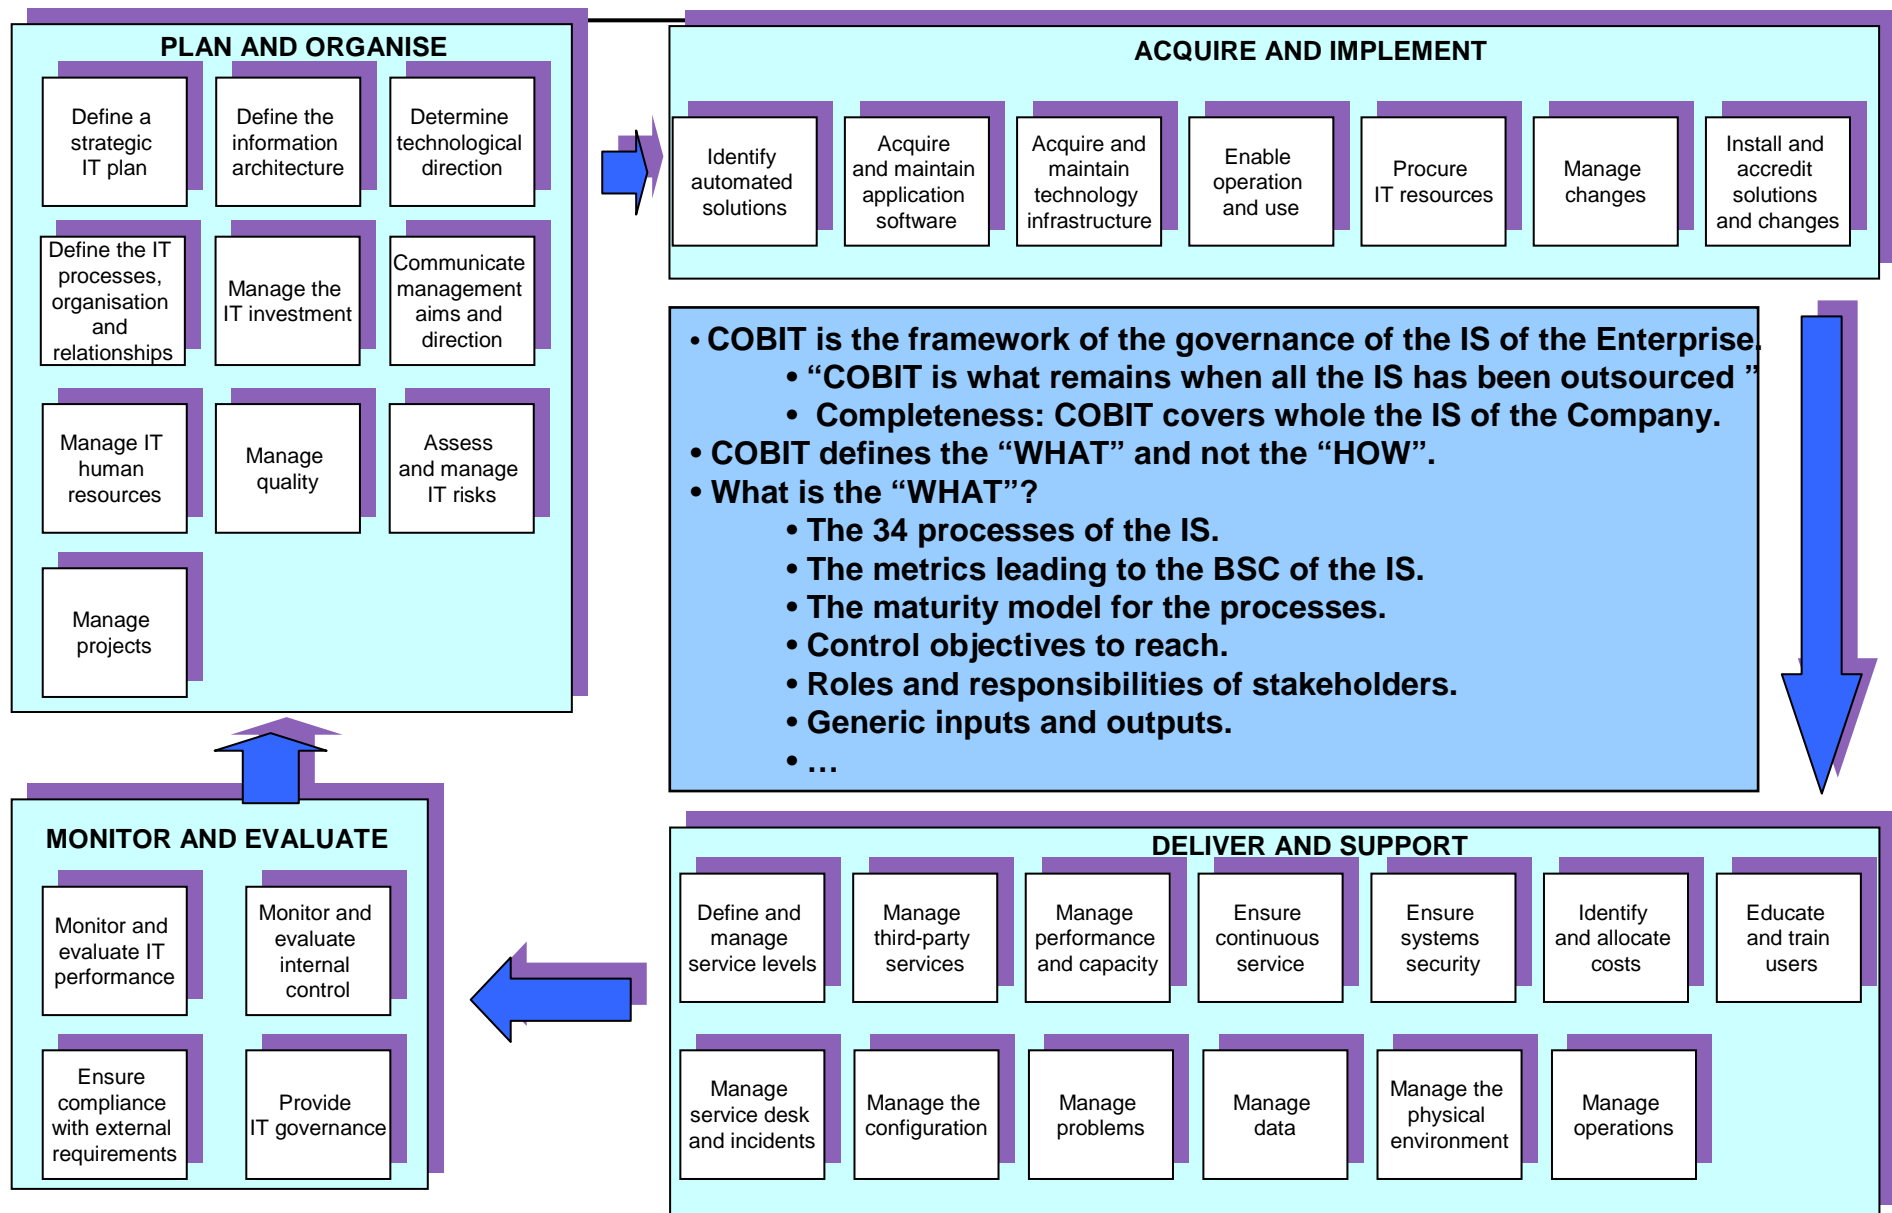 PLAN AND ORGANISE
Define a
strategic
IT plan
Define the
information
architecture
Determine
technological
direction
Define the IT
processes,
organisation
and
relationships
Manage the
IT investment
Communicate
management
aims and
direction
Manage IT
human
resources
Manage
quality
Assess
and manage
IT risks
Manage
projects
ACQUIRE AND IMPLEMENT
Identify
automated
solutions
Acquire
and maintain
application
software
Acquire and
maintain
technology
infrastructure
Enable
operation
and use
Procure
IT resources
Manage
changes
Install and
accredit
solutions
and changes
• COBIT is the framework of the governance of the IS of the Enterprise.
• “COBIT is what remains when all the IS has been outsourced ”
• Completeness: COBIT covers whole the IS of the Company.
• COBIT defines the “WHAT” and not the “HOW”.
• What is the “WHAT”?
• The 34 processes of the IS.
• The metrics leading to the BSC of the IS.
• The maturity model for the processes.
• Control objectives to reach.
• Roles and responsibilities of stakeholders.
• Generic inputs and outputs.
• …
MONITOR AND EVALUATE
Monitor and
evaluate IT
performance
Monitor and
evaluate
internal
control
Ensure
compliance
with external
requirements
Provide
IT governance
DELIVER AND SUPPORT
Define and
manage
service levels
Manage
third-party
services
Manage
performance
and capacity
Ensure
continuous
service
Ensure
systems
security
Identify
and allocate
costs
Educate
and train
users
Manage
service desk
and incidents
Manage the
configuration
Manage
problems
Manage
data
Manage the
physical
environment
Manage
operations